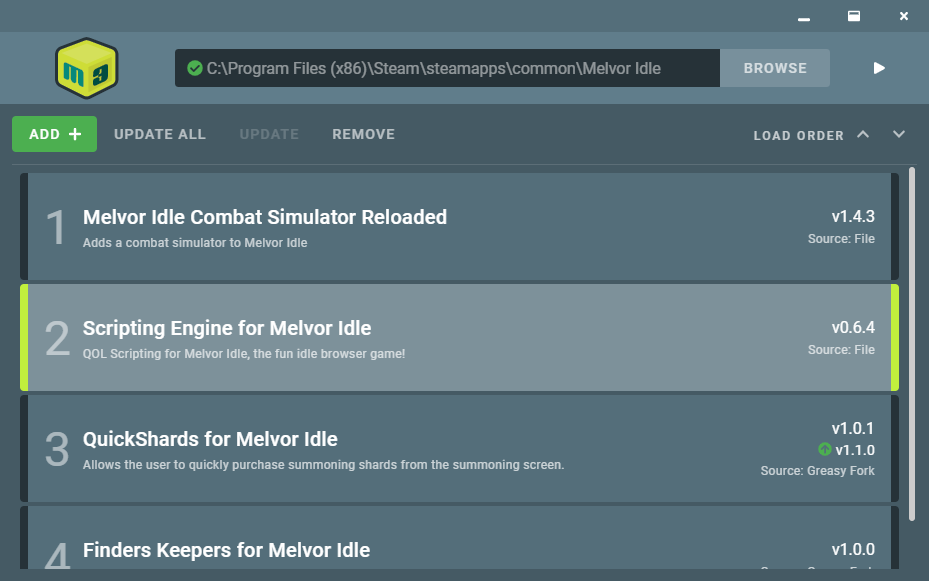 ma
C:\Program Files (x86)\Steam\steamapps\common\Melvor Idle
BROWSE
ADD
UPDATE ALL
UPDATE
REMOVE
LOAD ORDER
1
Melvor Idle Combat Simulator Reloaded
Adds a combat simulator to Melvor Idle
v1.4.3
Source: File
2
Scripting Engine for Melvor Idle
QOL Scripting for Melvor Idle, the fun idle browser game!
v0.6.4
Source: File
3
QuickShards for Melvor Idle
Allows the user to quickly purchase summoning shards from the summoning screen.
v1.0.1
v1.1.0
Source: Greasy Fork
4
Finders Keepers for Melvor Idle
v1.0.0